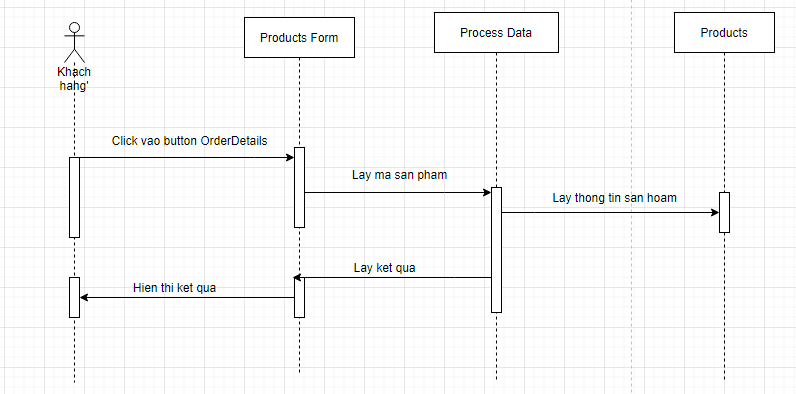 Products Form
Process Data
Products
Khach
hang'
Click vao button OrderDetails
Lay ma san pham
Lay thong tin san hoam
Lay ket qua
Hien thi ket qua